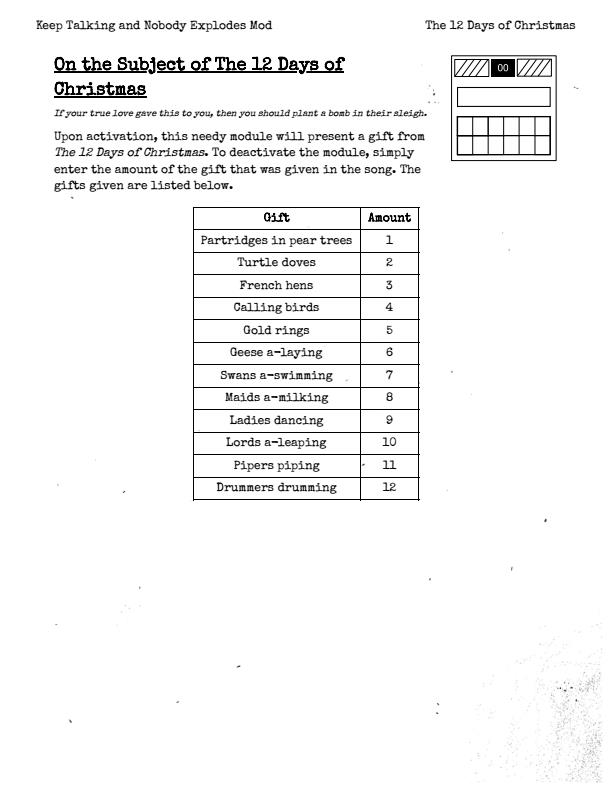 Keep Talking and Nobody Explodes Mod The 12 Days of Christmas
On the Subject of The 12 Days of
Christmas
00
If your true love gave this to you, then you should plant a bomb in their sleigh.
Upon activation, this needy module will present a gift from
The 12 Days of Christmas. To deactivate the module, simply
enter the amount of the gift that was given in the song. The
gifts given are listed below.
Gift Amount
Partridges in pear trees 1
Turtle doves 2
French hens 3
Calling birds 4
Gold rings 5
Geese a-laying 6
Swans a-swimming 7
Maids a-milking 8
Ladies dancing 9
Lords a-leaping 10
Pipers piping 11
Drummers drumming 12